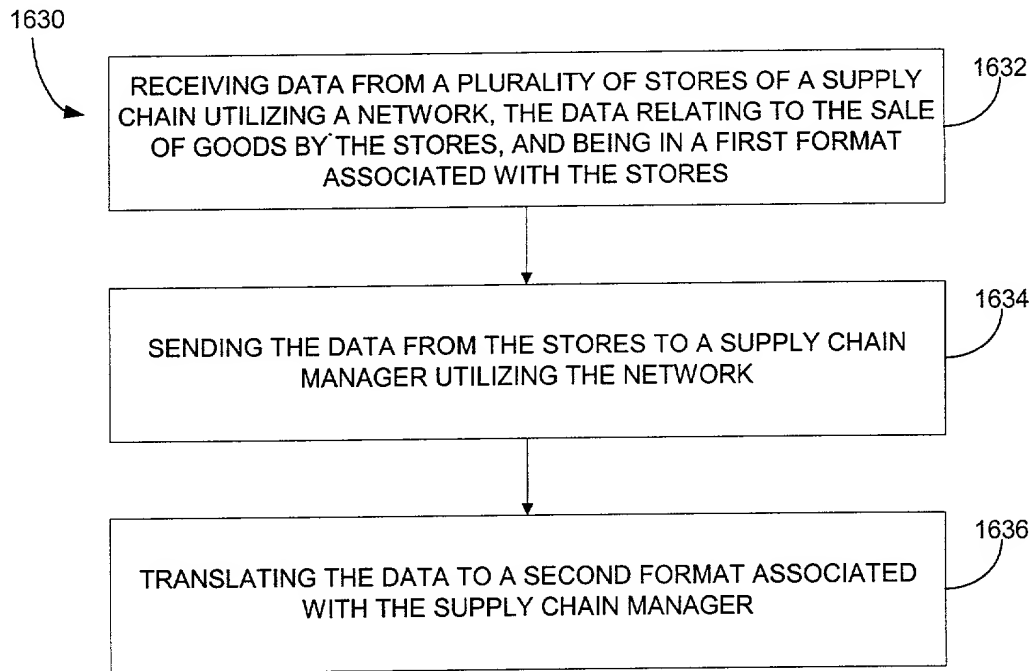 1630
1632
RECEIVING DATA FROM A PLURALITY OF STORES OF A SUPPLY
CHAIN UTILIZING A NETWORK, THE DATA RELATING TO THE SALE
OF GOODS BY THE STORES, AND BEING IN A FIRST FORMAT
ASSOCIATED WITH THE STORES
1634
SENDING THE DATA FROM THE STORES TO A SUPPLY CHAIN
MANAGER UTILIZING THE NETWORK
1636
TRANSLATING THE DATA TO A SECOND FORMAT ASSOCIATED
WITH THE SUPPLY CHAIN MANAGER